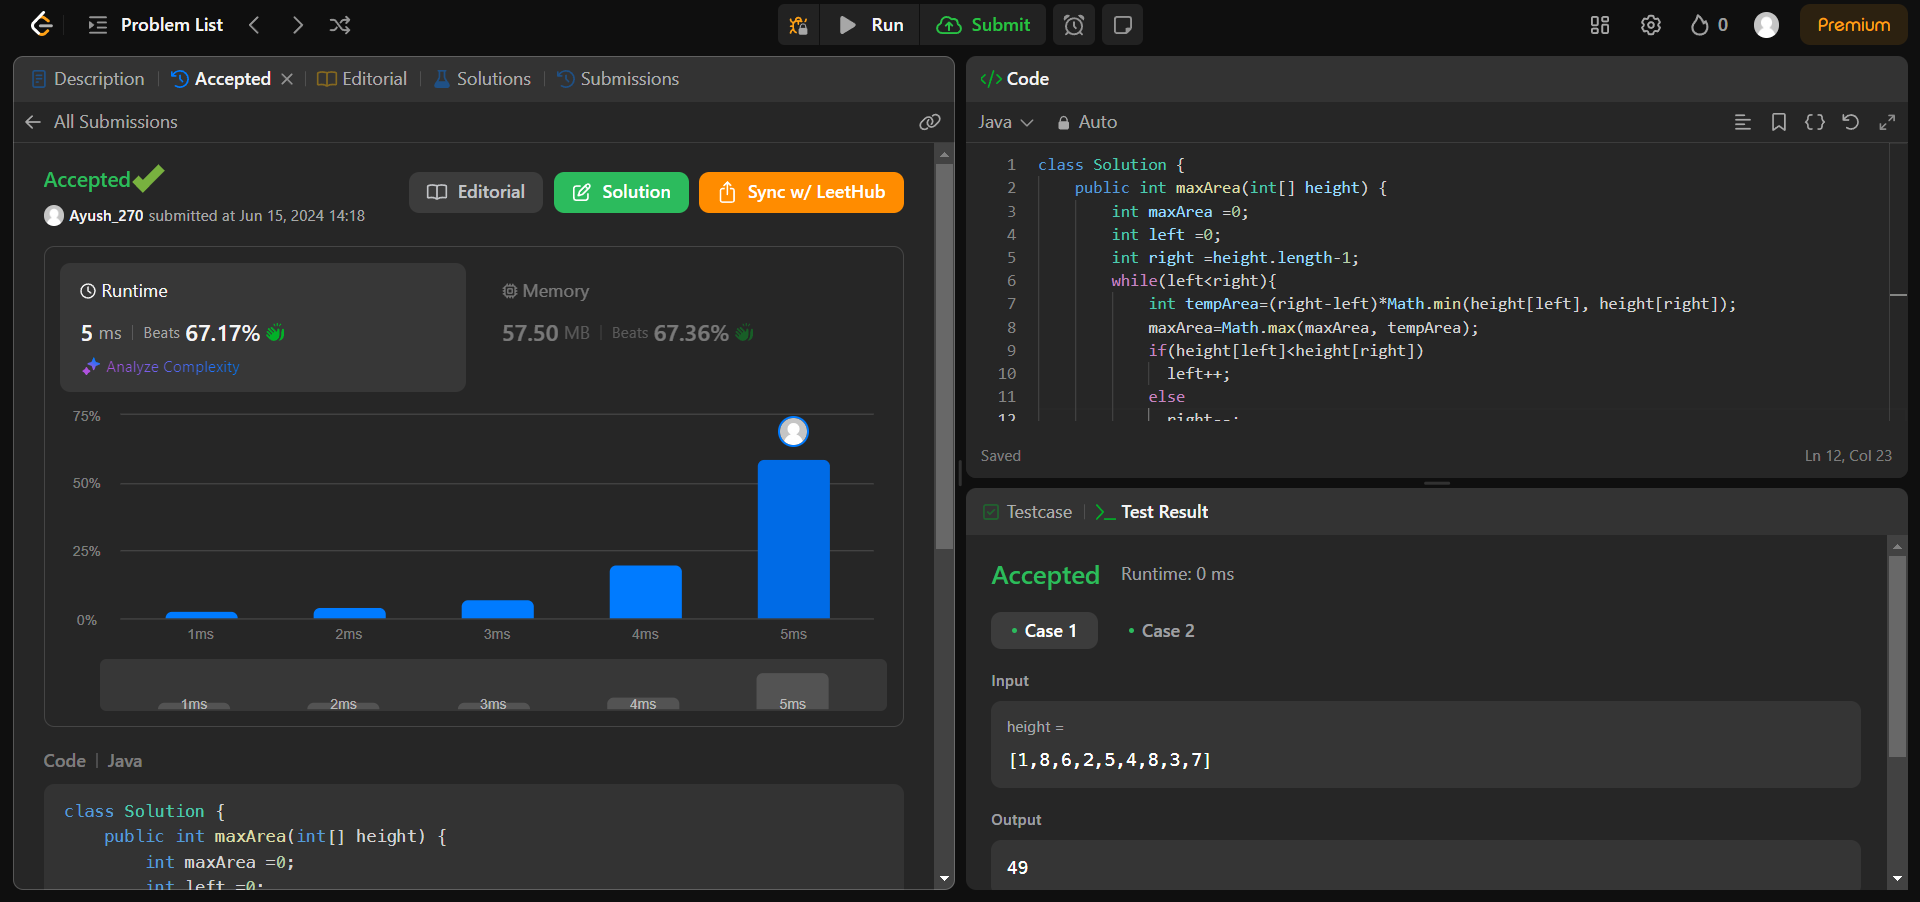 Problem List
Run
Submit
0
Premium
Description
Accepted
Editorial
Solutions
Submissions
All Submissions
Accepted
Ayush_270 submitted at Jun 15, 2024 14:18
Editorial
Solution
Sync w/ LeetHub
Runtime
5 ms
Beats 67.17%
Analyze Complexity
Memory
57.50 MB
Beats 67.36%
75%
50%
25%
0%
1ms
2ms
3ms
4ms
5ms
1ms
2ms
3ms
4ms
5ms
Code
Java
class Solution {
public int maxArea(int[] height) {
int maxArea =0;
int left =0;
</> Code
Java
Auto
1 class Solution {
2 public int maxArea(int[] height) {
3 int maxArea =0;
4 int left =0;
5 int right =height.length-1;
6 while(left<right){
7 int tempArea=(right-left)*Math.min(height[left], height[right]);
8 maxArea=Math.max(maxArea, tempArea);
9 if(height[left]<height[right])
10 left++;
11 else
12 right--;
Saved
Ln 12, Col 23
Testcase
Test Result
Accepted
Runtime: 0 ms
Case 1
Case 2
Input
height =
[1,8,6,2,5,4,8,3,7]
Output
49